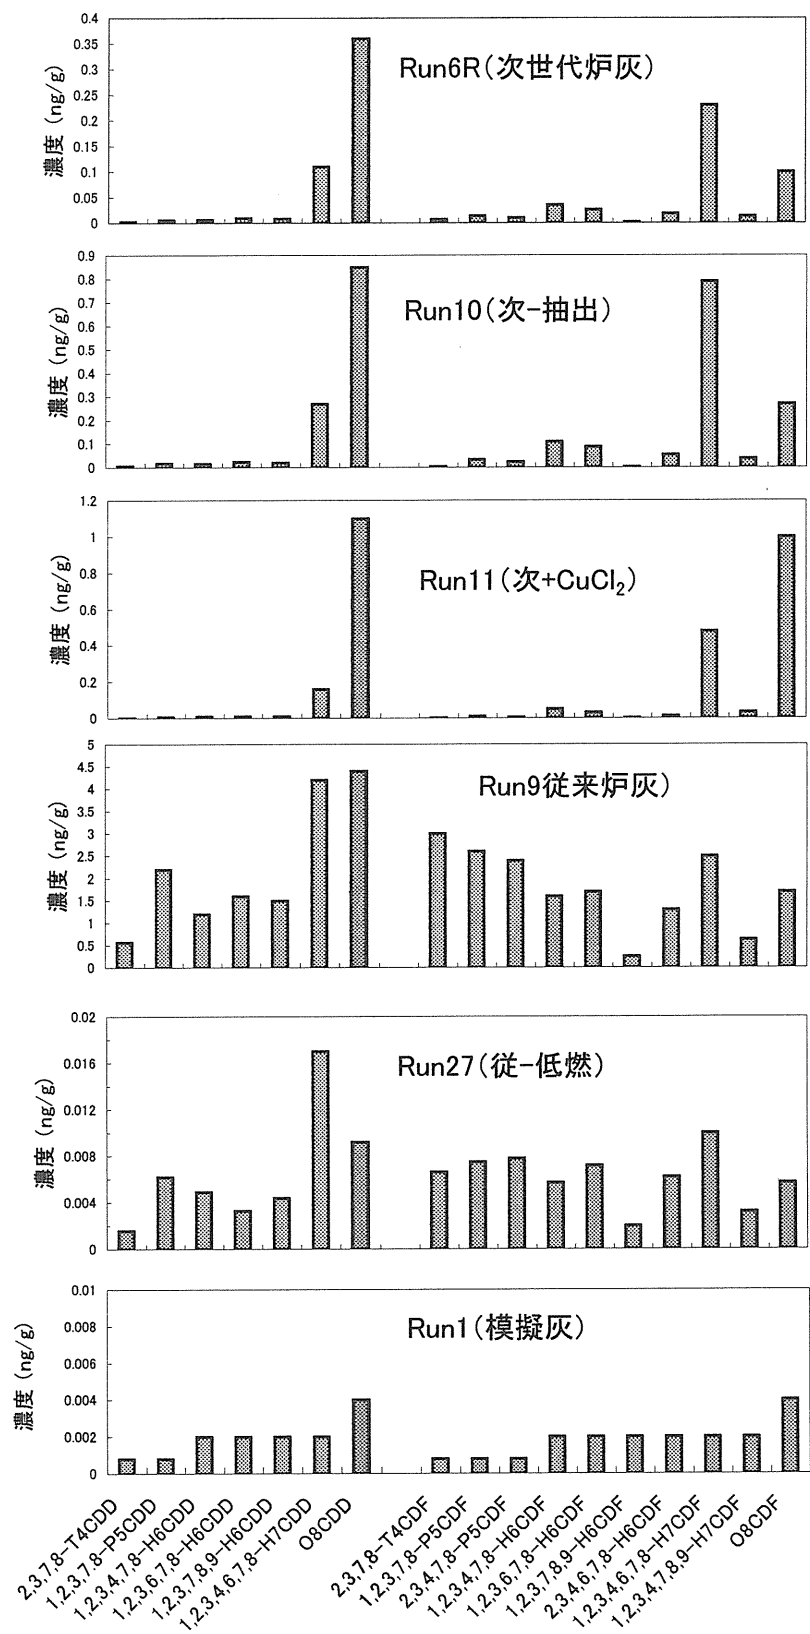 濃度 (ng/g)
0.4
0.35
0.3
0.25
0.2
0.15
0.1
0.05
0
Run6R(次世代炉灰)
濃度 (ng/g)
0.9
0.8
0.7
0.6
0.5
0.4
0.3
0.2
0.1
0
Run10(次-抽出)
濃度 (ng/g)
1.2
1
0.8
0.6
0.4
0.2
0
Run11(次+CuCl₂)
濃度 (ng/g)
5
4.5
4
3.5
3
2.5
2
1.5
1
0.5
0
Run9従来炉灰)
濃度 (ng/g)
0.02
0.016
0.012
0.008
0.004
0
Run27(従-低燃)
濃度 (ng/g)
0.01
0.008
0.006
0.004
0.002
0
Run1(模擬灰)
2,3,7,8-T4CDD
1,2,3,7,8-P5CDD
1,2,3,4,7,8-H6CDD
1,2,3,6,7,8-H6CDD
1,2,3,7,8,9-H6CDD
1,2,3,4,6,7,8-H7CDD
O8CDD
2,3,7,8-T4CDF
1,2,3,7,8-P5CDF
2,3,4,7,8-P5CDF
1,2,3,4,7,8-H6CDF
1,2,3,6,7,8-H6CDF
1,2,3,7,8,9-H6CDF
2,3,4,6,7,8-H6CDF
1,2,3,4,6,7,8-H7CDF
1,2,3,4,7,8,9-H7CDF
O8CDF